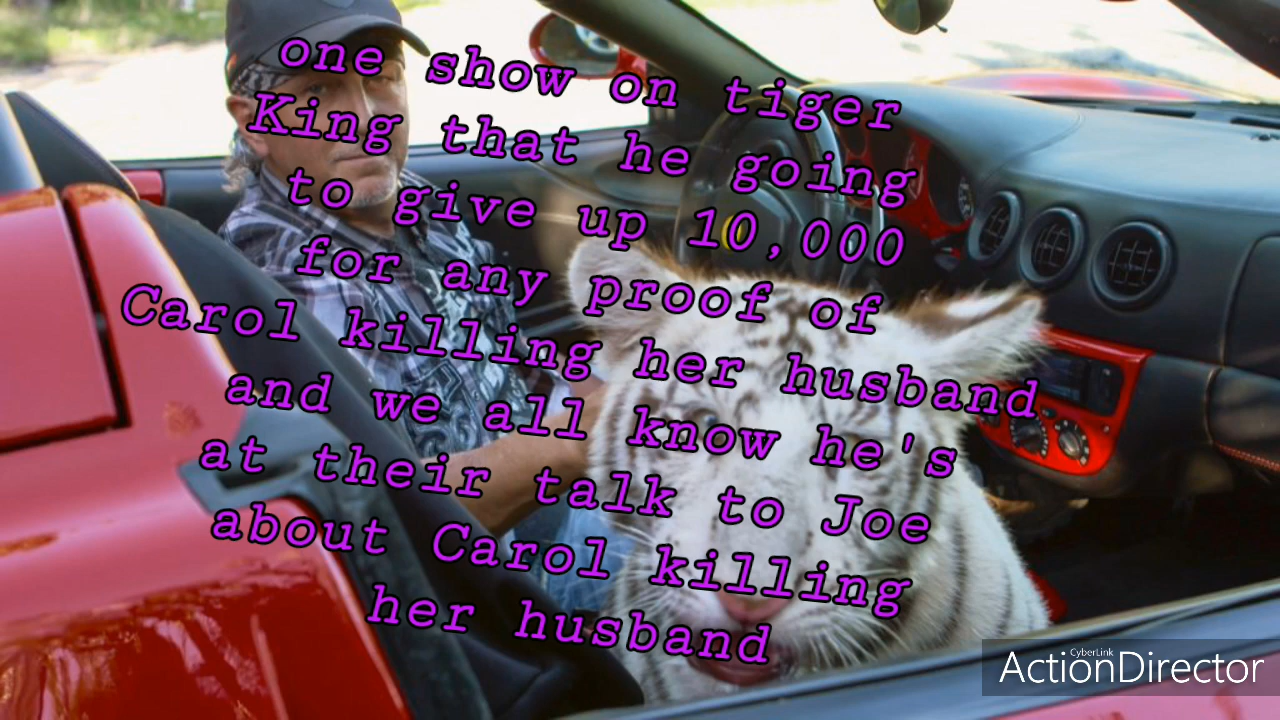 one show on tiger
King that he going
to give up 10,000
for any proof of
Carol killing her husband
and we all know he's
at their talk to Joe
about Carol killing
her husband
CyberLink
ActionDirector